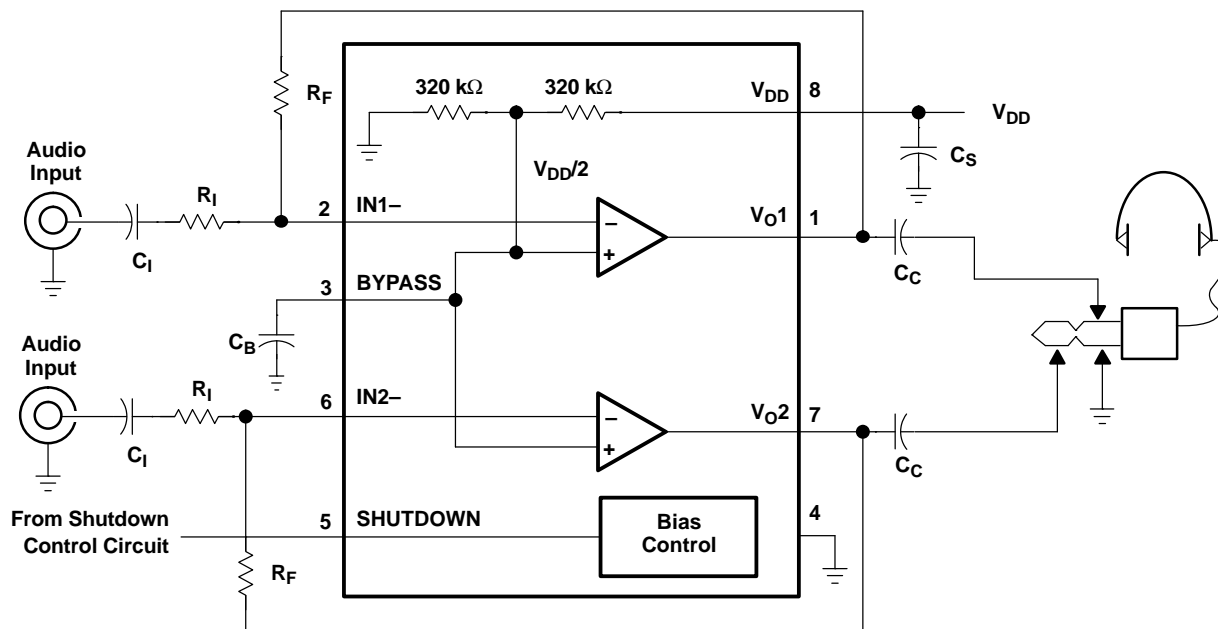 320 kΩ
320 kΩ
VDD
8
RF
VDD
Audio
Input
CS
VDD/2
RI
2
IN1–
VO1
1
–
+
CI
CC
3
BYPASS
Audio
Input
CB
RI
6
IN2–
VO2
7
–
+
CI
CC
From Shutdown
Control Circuit
5
SHUTDOWN
Bias
Control
4
RF